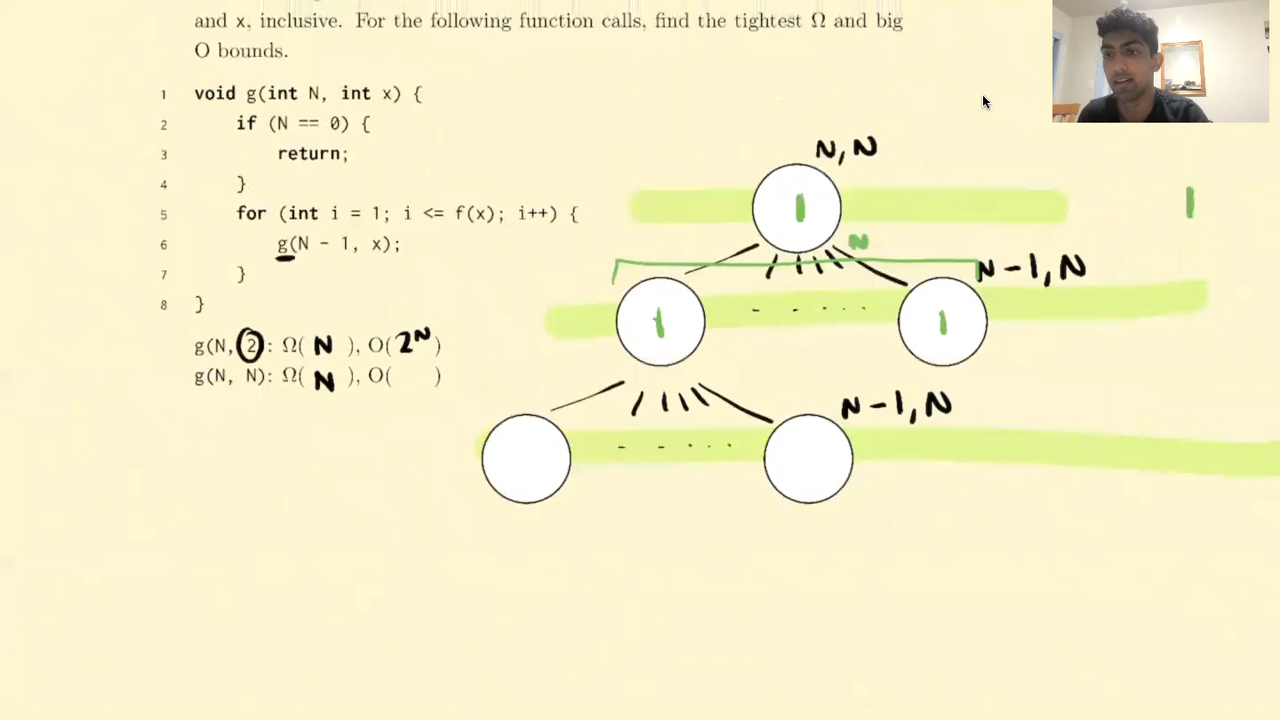 and x, inclusive. For the following function calls, find the tightest Ω and big
O bounds.
1 void g(int N, int x) {
2 if (N == 0) {
3 return;
4 }
5 for (int i = 1; i <= f(x); i++) {
6 g(N - 1, x);
7 }
8 }
g(N, 2): Ω( N ), O( 2^N )
g(N, N): Ω( N ), O( )
N, N
1
1
N
N-1, N
1
1
N-1, N